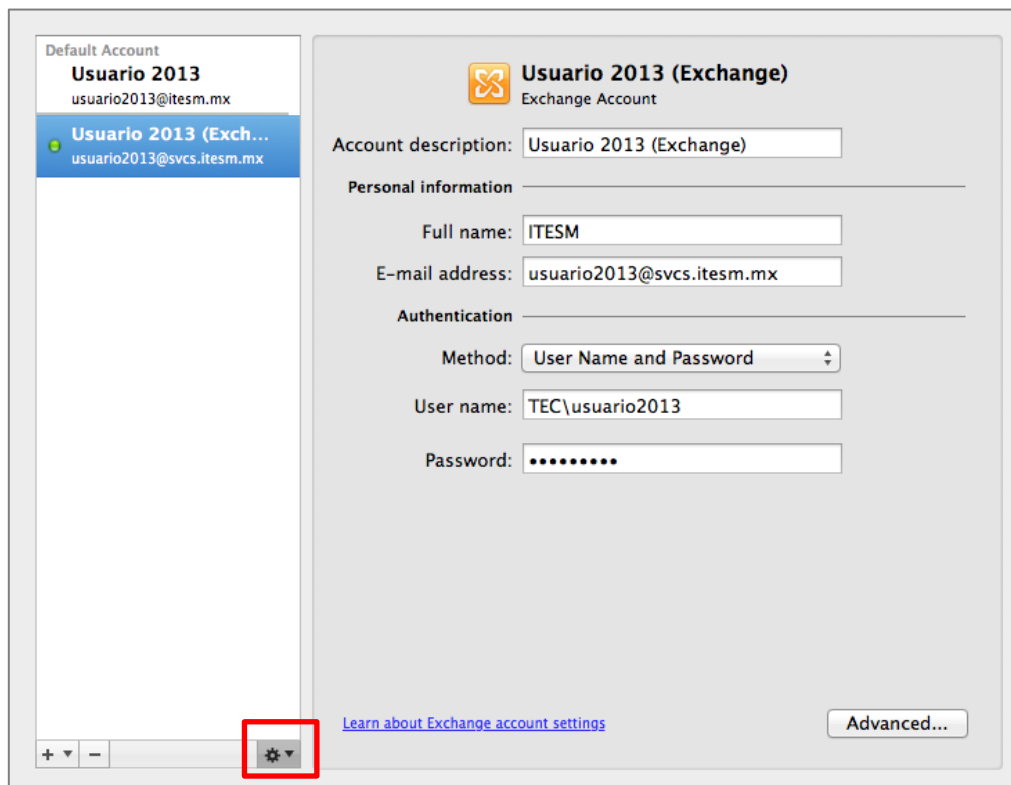 Default Account
Usuario 2013
usuario2013@itesm.mx
Usuario 2013 (Exch...
usuario2013@svcs.itesm.mx
Usuario 2013 (Exchange)
Exchange Account
Account description: Usuario 2013 (Exchange)
Personal information
Full name: ITESM
E-mail address: usuario2013@svcs.itesm.mx
Authentication
Method: User Name and Password
User name: TEC\usuario2013
Password: •••••••••
Learn about Exchange account settings
Advanced...